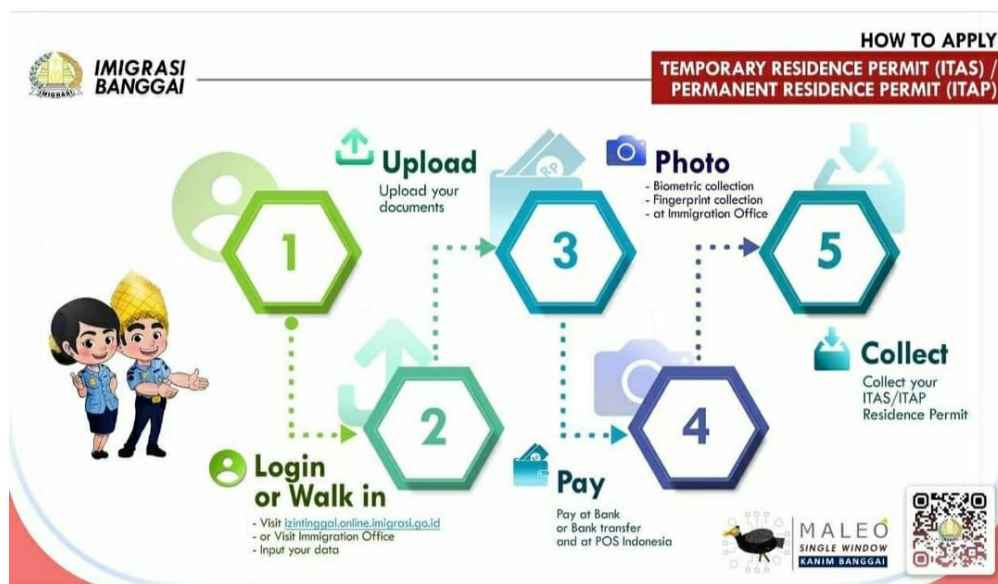 IMIGRASI
BANGGAI
IMIGRASI
HOW TO APPLY
TEMPORARY RESIDENCE PERMIT (ITAS) /
PERMANENT RESIDENCE PERMIT (ITAP)
1
Login
or Walk in
- Visit izintinggal.online.imigrasi.go.id
- or Visit Immigration Office
- Input your data
2
Upload
Upload your
documents
3
RP
Pay
Pay at Bank
or Bank transfer
and at POS Indonesia
4
Photo
- Biometric collection
- Fingerprint collection
- at Immigration Office
5
Collect
Collect your
ITAS/ITAP
Residence Permit
MALEO
SINGLE WINDOW
KANIM BANGGAI